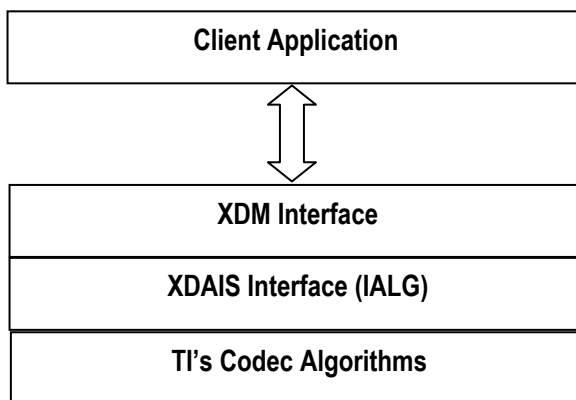 Client Application
XDM Interface
XDAIS Interface (IALG)
TI’s Codec Algorithms